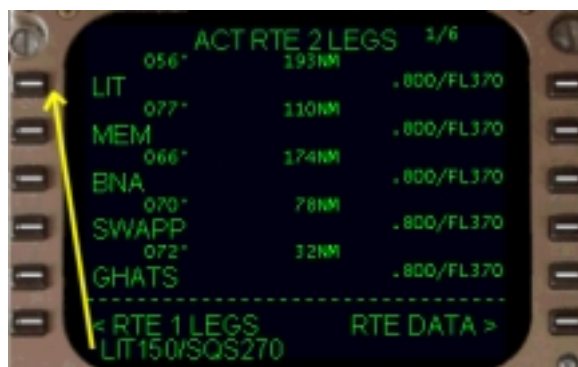 ACT RTE 2 LEGS 1/6
056° 193NM
LIT .800/FL370
077° 110NM
MEM .800/FL370
066° 174NM
BNA .800/FL370
070° 78NM
SWAPP .800/FL370
072° 32NM
GHATS .800/FL370
< RTE 1 LEGS RTE DATA >
LIT150/SQS270